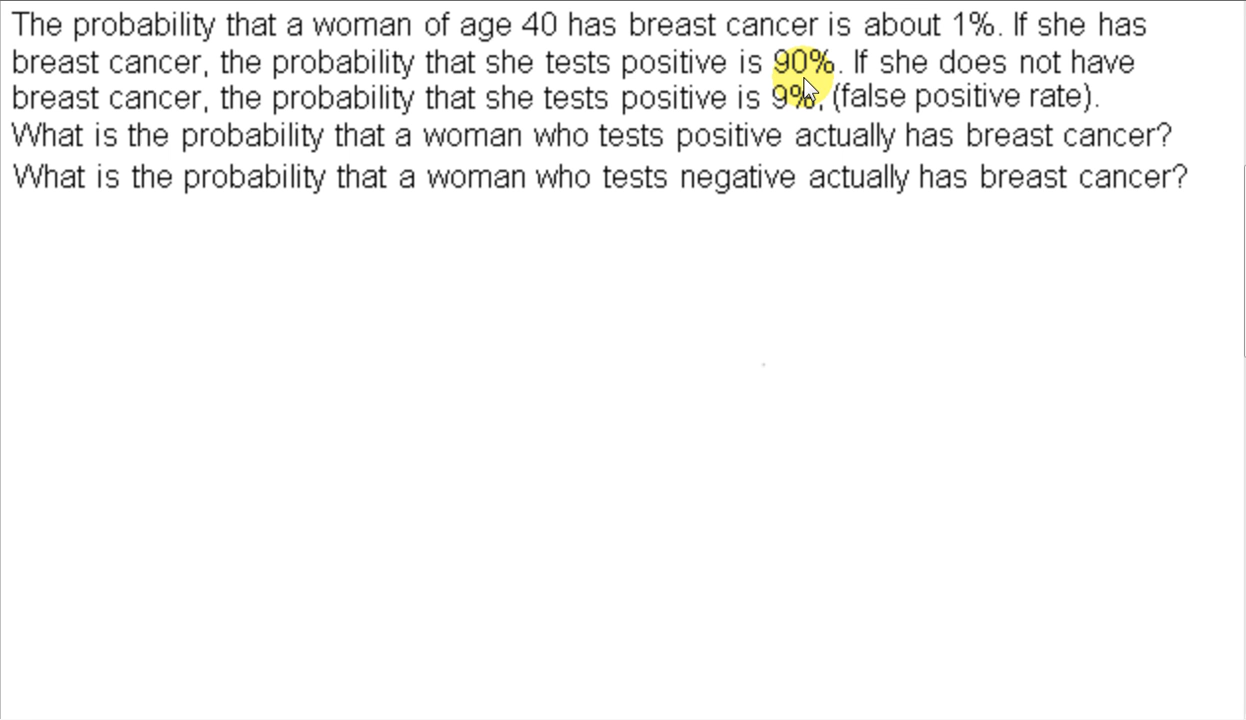 The probability that a woman of age 40 has breast cancer is about 1%. If she has
breast cancer, the probability that she tests positive is 90%. If she does not have
breast cancer, the probability that she tests positive is 9%, (false positive rate).
What is the probability that a woman who tests positive actually has breast cancer?
What is the probability that a woman who tests negative actually has breast cancer?